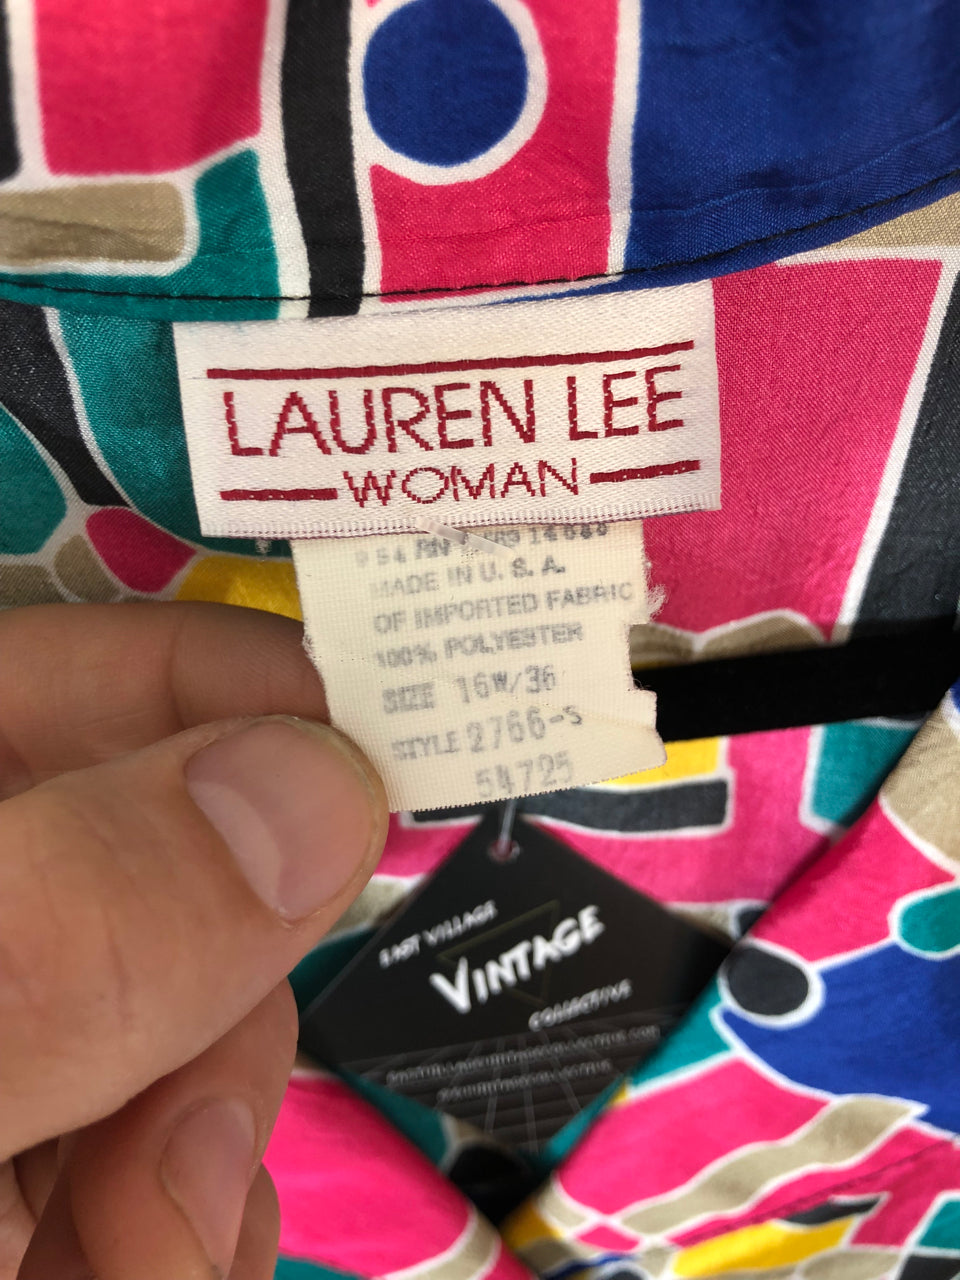 LAUREN LEE
WOMAN
MADE IN U.S.A.
OF IMPORTED FABRIC
100% POLYESTER
SIZE 16W/36
STYLE 2766-S
54725
EAST VILLAGE
VINTAGE
COLLECTIVE